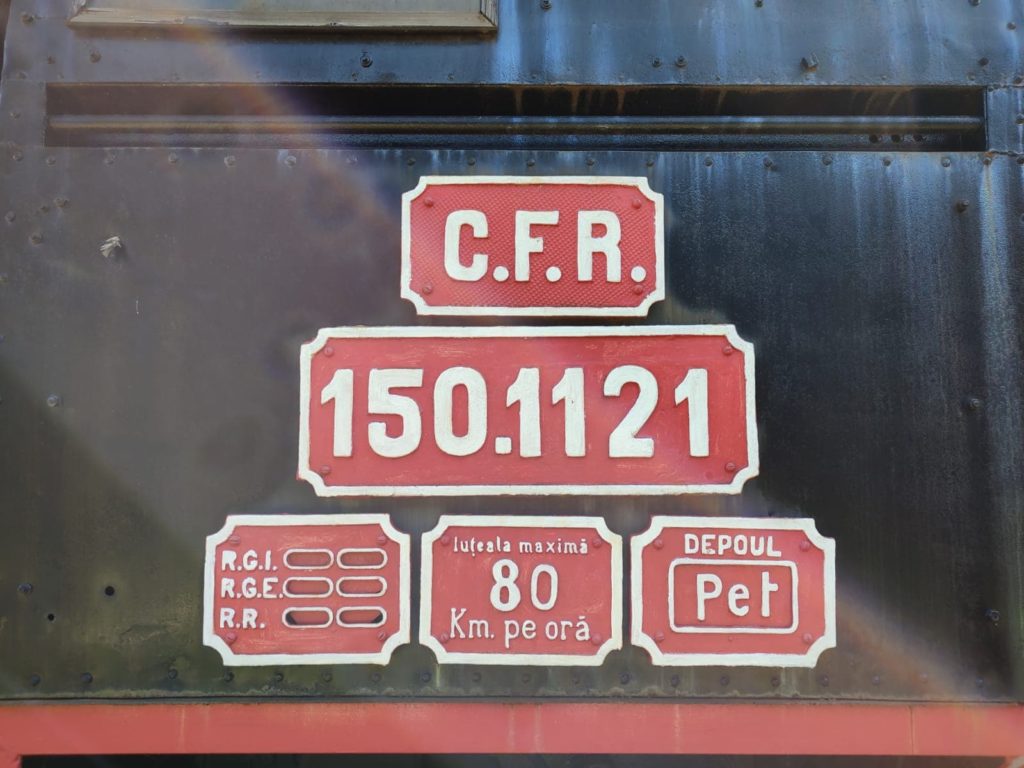 C.F.R.
150.1121
R.G.I.
R.G.E.
R.R.
Iuțeala maximă
80
Km. pe oră
DEPOUL
Pet